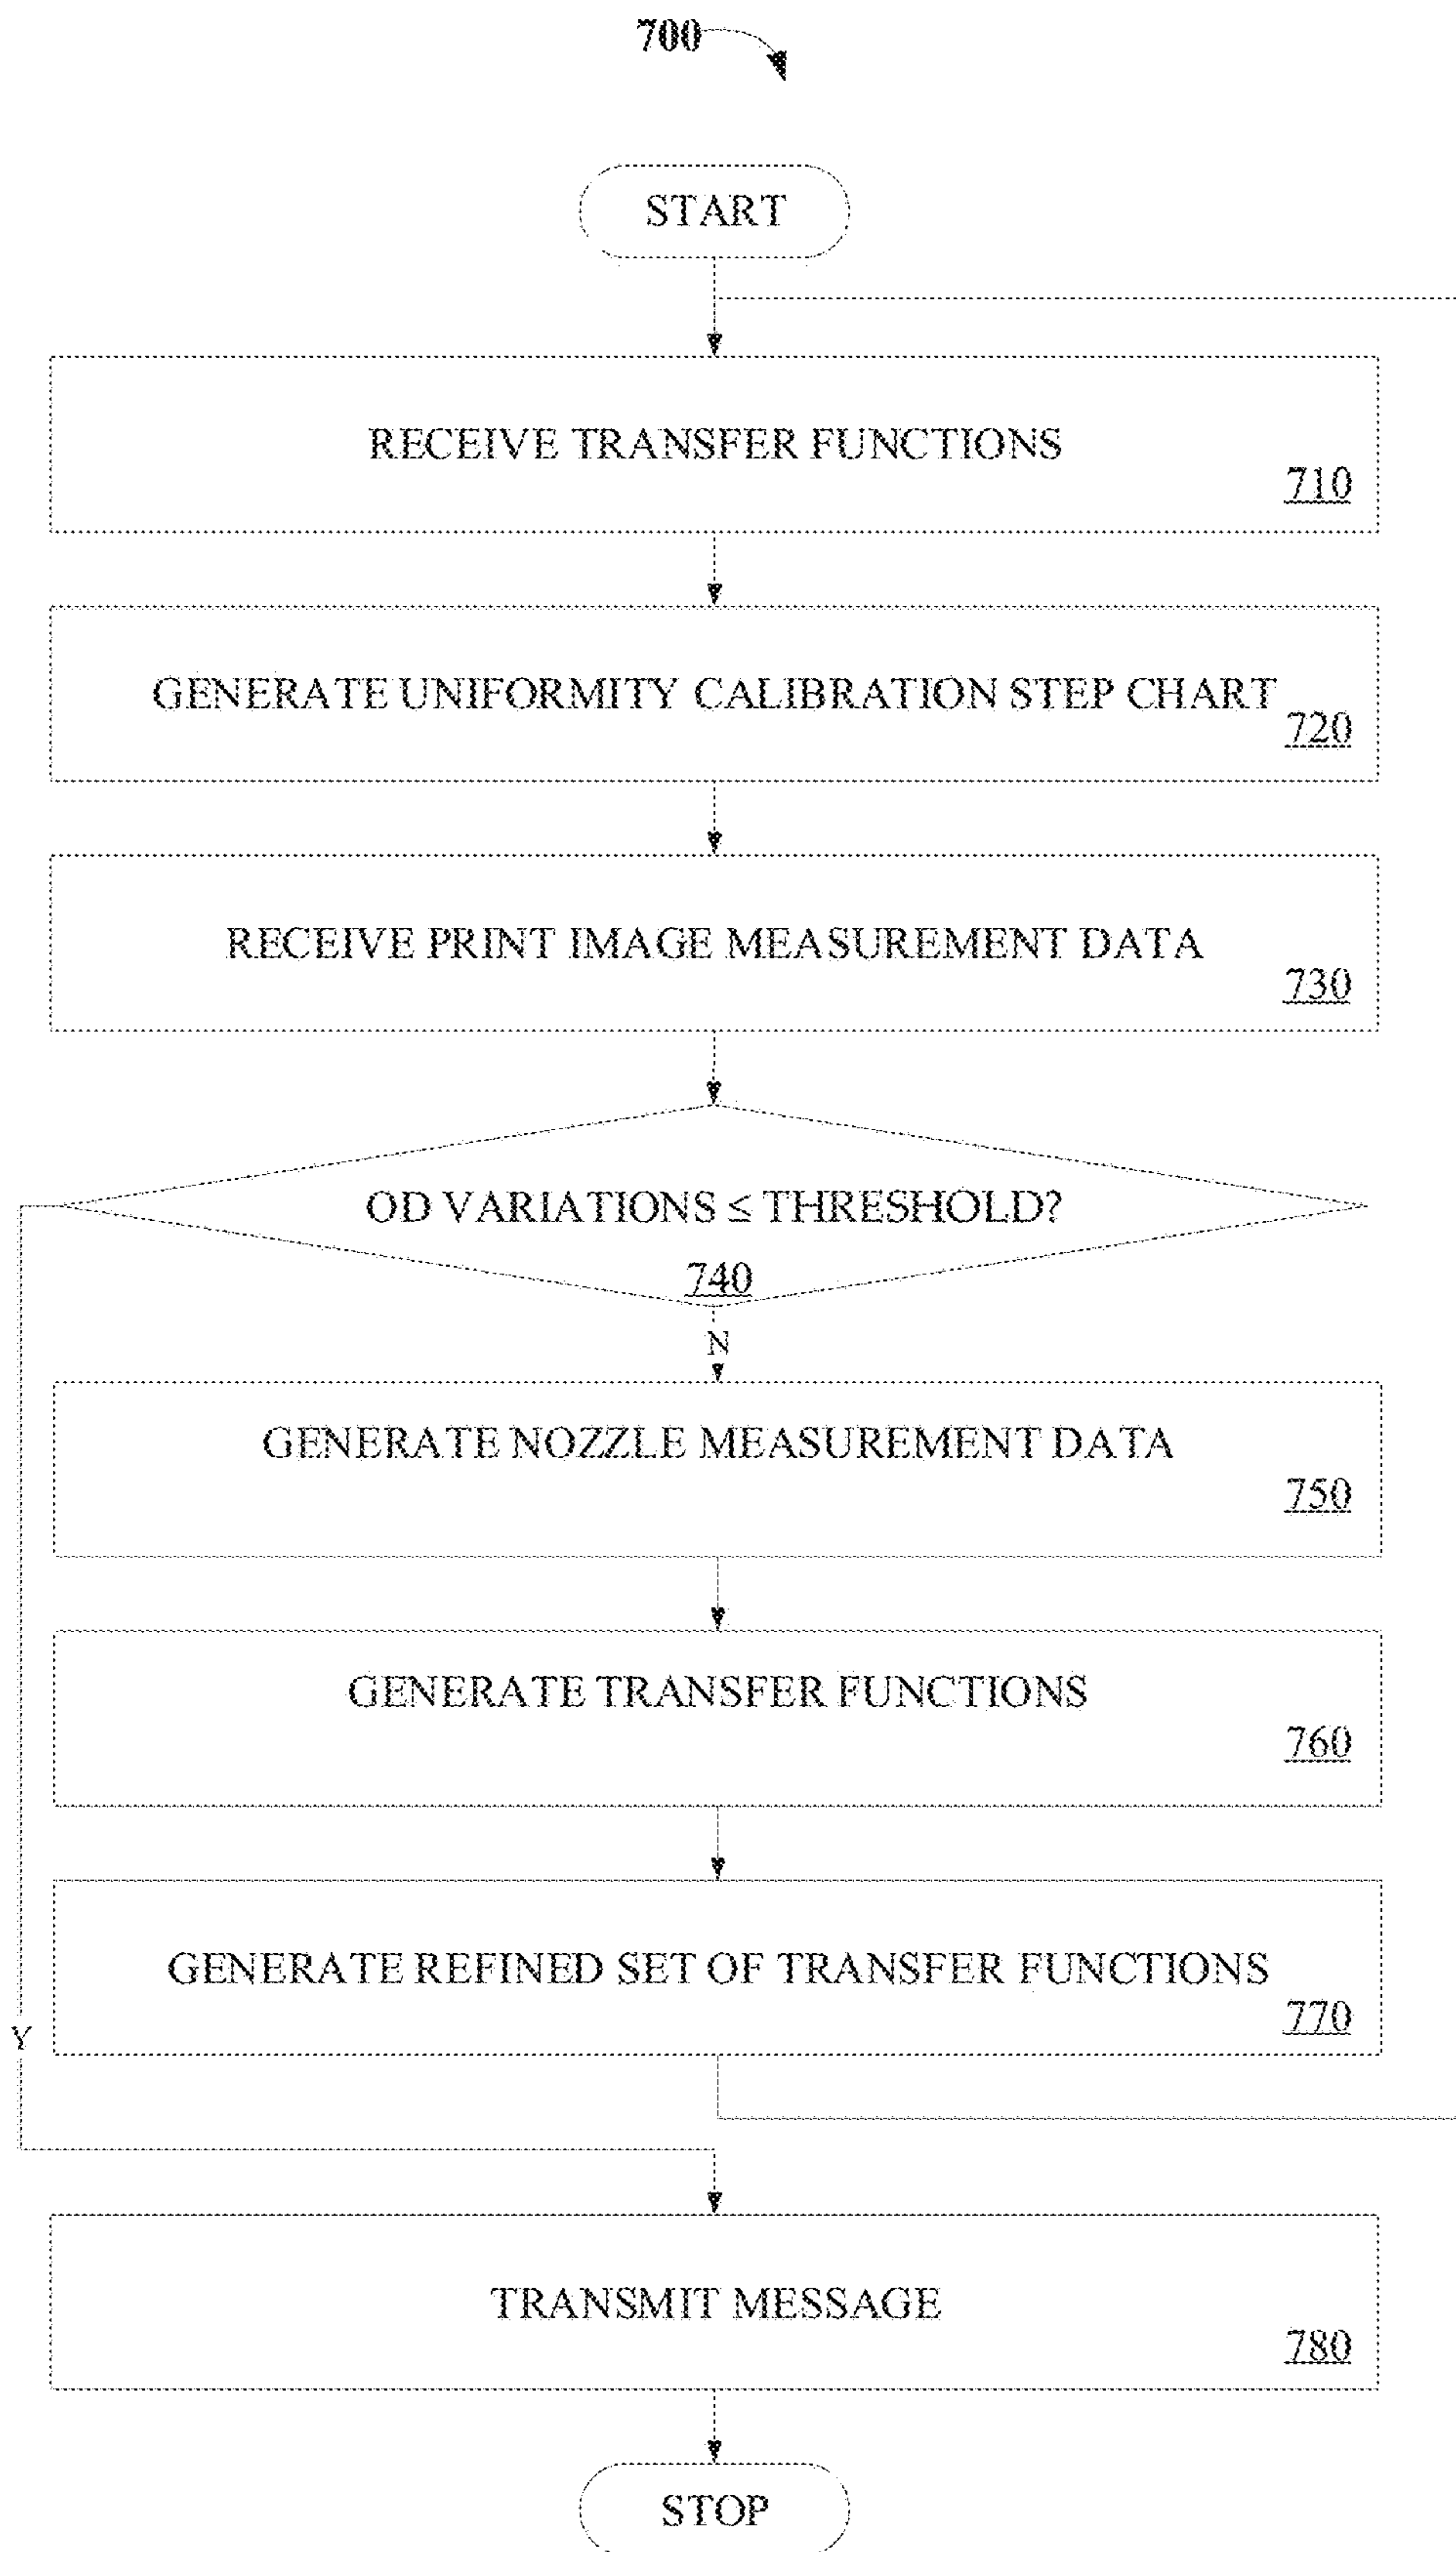 700
START
RECEIVE TRANSFER FUNCTIONS
710
GENERATE UNIFORMITY CALIBRATION STEP CHART
720
RECEIVE PRINT IMAGE MEASUREMENT DATA
730
OD VARIATIONS ≤ THRESHOLD?
740
N
GENERATE NOZZLE MEASUREMENT DATA
750
GENERATE TRANSFER FUNCTIONS
760
GENERATE REFINED SET OF TRANSFER FUNCTIONS
770
Y
TRANSMIT MESSAGE
780
STOP